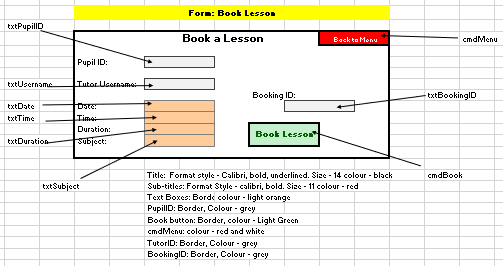 Form: Book Lesson
txtPupilID
Book a Lesson
Back to Menu
cmdMenu
Pupil ID:
txtUsername
Tutor Username:
Booking ID:
txtBookingID
txtDate
Date:
txtTime
Time:
Duration:
txtDuration
Subject:
Book Lesson
cmdBook
txtSubject
Title: Format style - Calibri, bold, underlined. Size - 14 colour - black
Sub-titles: Format Style - calibri, bold. Size - 11 colour - red
Text Boxes: colour - light orange
PupilID: Border, Colour - grey
Book button: Border, colour - Light Green
cmdMenu: colour - red and white
TutorID: Border, Colour - grey
BookingID: Border, Colour - grey